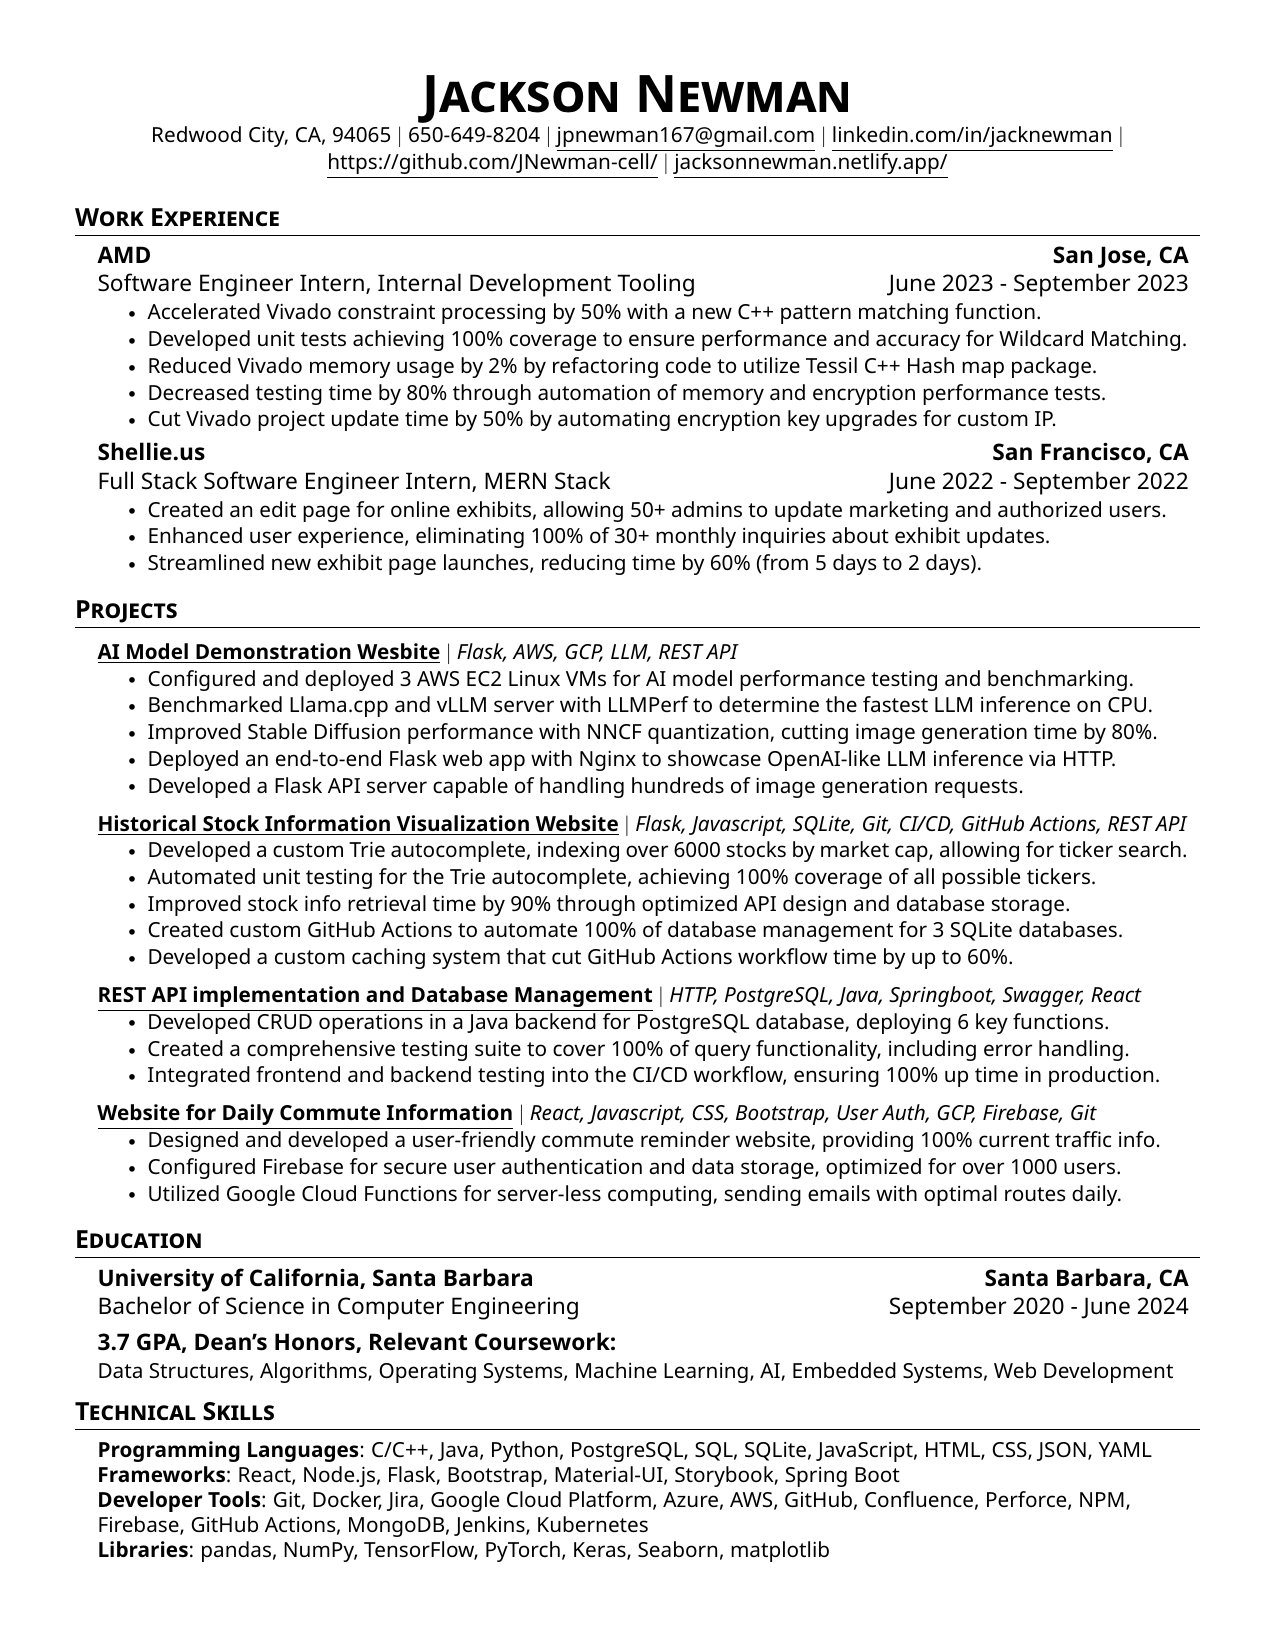 Jackson Newman
Redwood City, CA, 94065 | 650-649-8204 | jpnewman167@gmail.com | linkedin.com/in/jacknewman |
https://github.com/JNewman-cell/ | jacksonnewman.netlify.app/
Work Experience
AMD San Jose, CA
Software Engineer Intern, Internal Development Tooling June 2023 - September 2023
• Accelerated Vivado constraint processing by 50% with a new C++ pattern matching function.
• Developed unit tests achieving 100% coverage to ensure performance and accuracy for Wildcard Matching.
• Reduced Vivado memory usage by 2% by refactoring code to utilize Tessil C++ Hash map package.
• Decreased testing time by 80% through automation of memory and encryption performance tests.
• Cut Vivado project update time by 50% by automating encryption key upgrades for custom IP.
Shellie.us San Francisco, CA
Full Stack Software Engineer Intern, MERN Stack June 2022 - September 2022
• Created an edit page for online exhibits, allowing 50+ admins to update marketing and authorized users.
• Enhanced user experience, eliminating 100% of 30+ monthly inquiries about exhibit updates.
• Streamlined new exhibit page launches, reducing time by 60% (from 5 days to 2 days).
Projects
AI Model Demonstration Wesbite | Flask, AWS, GCP, LLM, REST API
• Configured and deployed 3 AWS EC2 Linux VMs for AI model performance testing and benchmarking.
• Benchmarked Llama.cpp and vLLM server with LLMPerf to determine the fastest LLM inference on CPU.
• Improved Stable Diffusion performance with NNCF quantization, cutting image generation time by 80%.
• Deployed an end-to-end Flask web app with Nginx to showcase OpenAI-like LLM inference via HTTP.
• Developed a Flask API server capable of handling hundreds of image generation requests.
Historical Stock Information Visualization Website | Flask, Javascript, SQLite, Git, CI/CD, GitHub Actions, REST API
• Developed a custom Trie autocomplete, indexing over 6000 stocks by market cap, allowing for ticker search.
• Automated unit testing for the Trie autocomplete, achieving 100% coverage of all possible tickers.
• Improved stock info retrieval time by 90% through optimized API design and database storage.
• Created custom GitHub Actions to automate 100% of database management for 3 SQLite databases.
• Developed a custom caching system that cut GitHub Actions workflow time by up to 60%.
REST API implementation and Database Management | HTTP, PostgreSQL, Java, Springboot, Swagger, React
• Developed CRUD operations in a Java backend for PostgreSQL database, deploying 6 key functions.
• Created a comprehensive testing suite to cover 100% of query functionality, including error handling.
• Integrated frontend and backend testing into the CI/CD workflow, ensuring 100% up time in production.
Website for Daily Commute Information | React, Javascript, CSS, Bootstrap, User Auth, GCP, Firebase, Git
• Designed and developed a user-friendly commute reminder website, providing 100% current traffic info.
• Configured Firebase for secure user authentication and data storage, optimized for over 1000 users.
• Utilized Google Cloud Functions for server-less computing, sending emails with optimal routes daily.
Education
University of California, Santa Barbara Santa Barbara, CA
Bachelor of Science in Computer Engineering September 2020 - June 2024
3.7 GPA, Dean’s Honors, Relevant Coursework:
Data Structures, Algorithms, Operating Systems, Machine Learning, AI, Embedded Systems, Web Development
Technical Skills
Programming Languages: C/C++, Java, Python, PostgreSQL, SQL, SQLite, JavaScript, HTML, CSS, JSON, YAML
Frameworks: React, Node.js, Flask, Bootstrap, Material-UI, Storybook, Spring Boot
Developer Tools: Git, Docker, Jira, Google Cloud Platform, Azure, AWS, GitHub, Confluence, Perforce, NPM,
Firebase, GitHub Actions, MongoDB, Jenkins, Kubernetes
Libraries: pandas, NumPy, TensorFlow, PyTorch, Keras, Seaborn, matplotlib